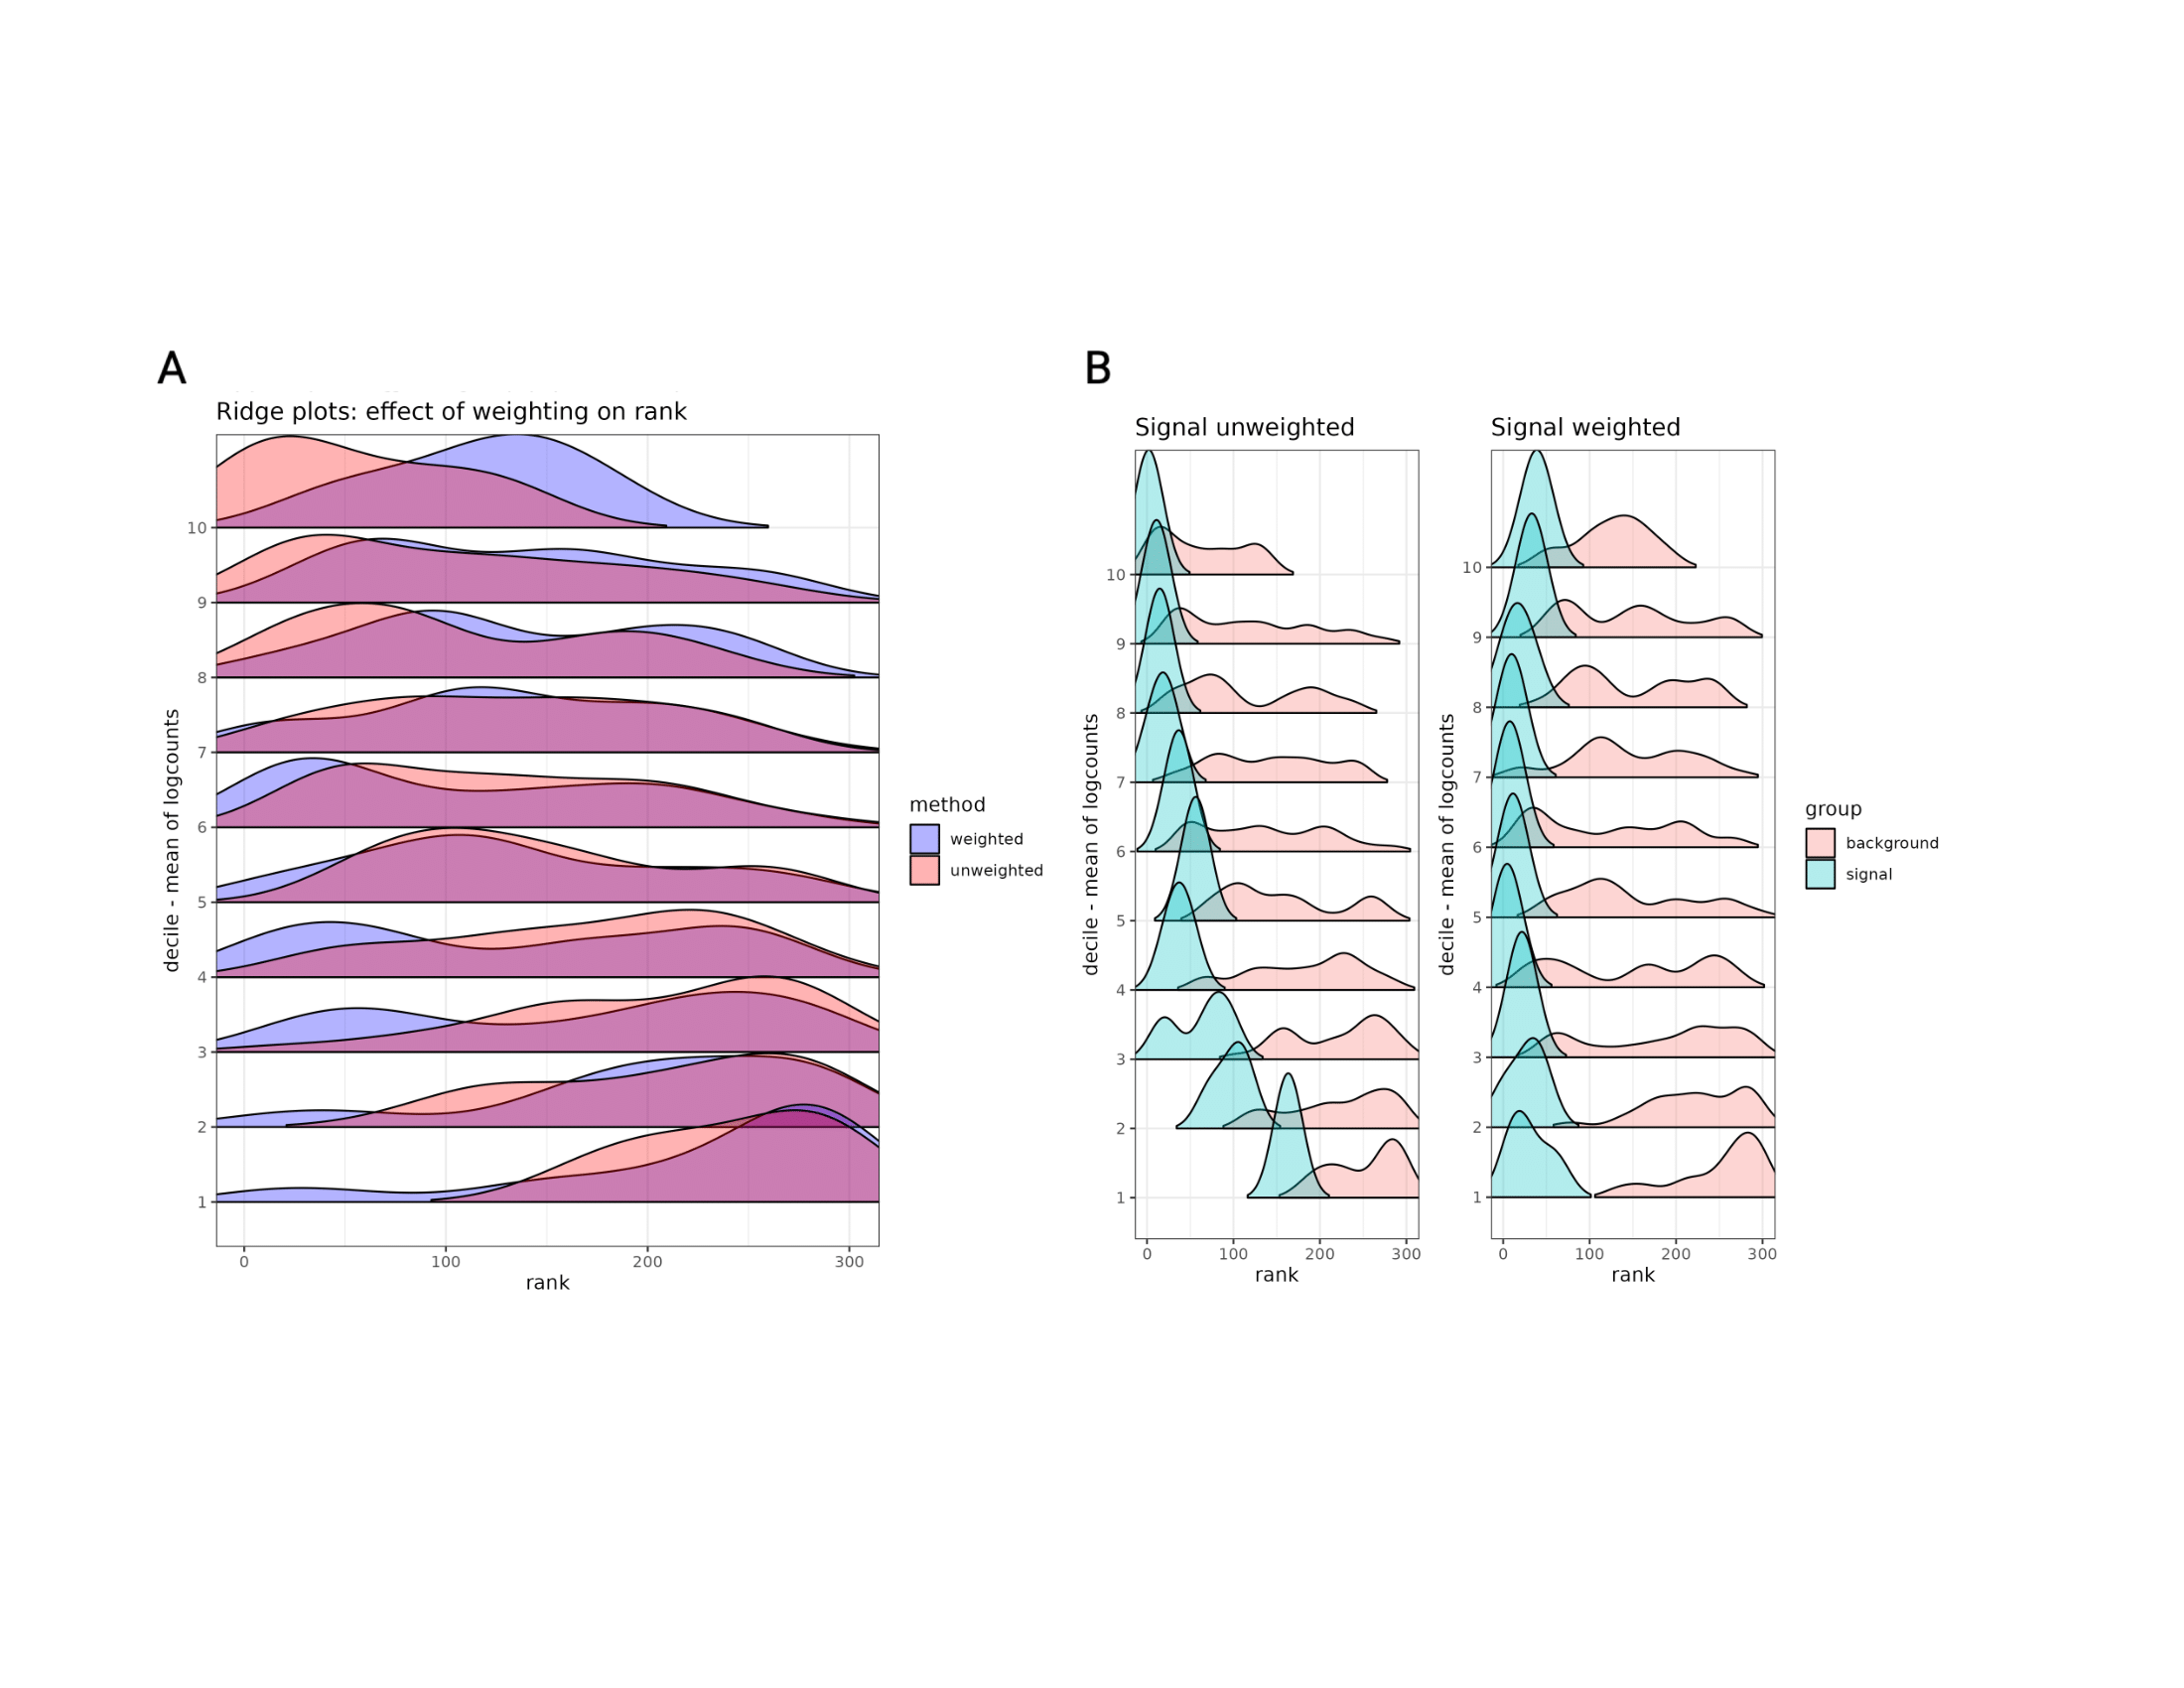 A
Ridge plots: effect of weighting on rank
decile - mean of logcounts
10
9
8
7
6
5
4
3
2
1
0 100 200 300
rank
method
weighted
unweighted
B
Signal unweighted
decile - mean of logcounts
10
9
8
7
6
5
4
3
2
1
0 100 200 300
rank
Signal weighted
decile - mean of logcounts
10
9
8
7
6
5
4
3
2
1
0 100 200 300
rank
group
background
signal